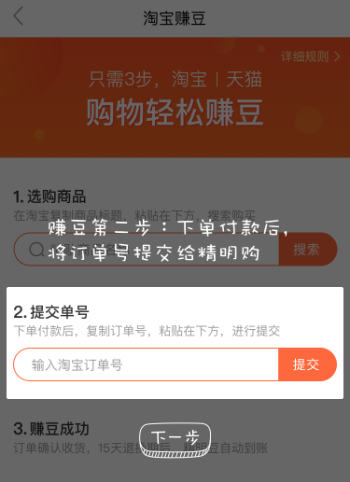 淘宝赚豆
详细规则 >
只需3步，淘宝 | 天猫
购物轻松赚豆
1. 选购商品
在淘宝复制商品标题，粘贴在下方，搜索购买
赚豆第二步：下单付款后，
将订单号提交给精明购
搜索
2. 提交单号
下单付款后，复制订单号，粘贴在下方，进行提交
输入淘宝订单号
提交
3. 赚豆成功
订单确认收货，15天退换期后，精明豆自动到账
下一步